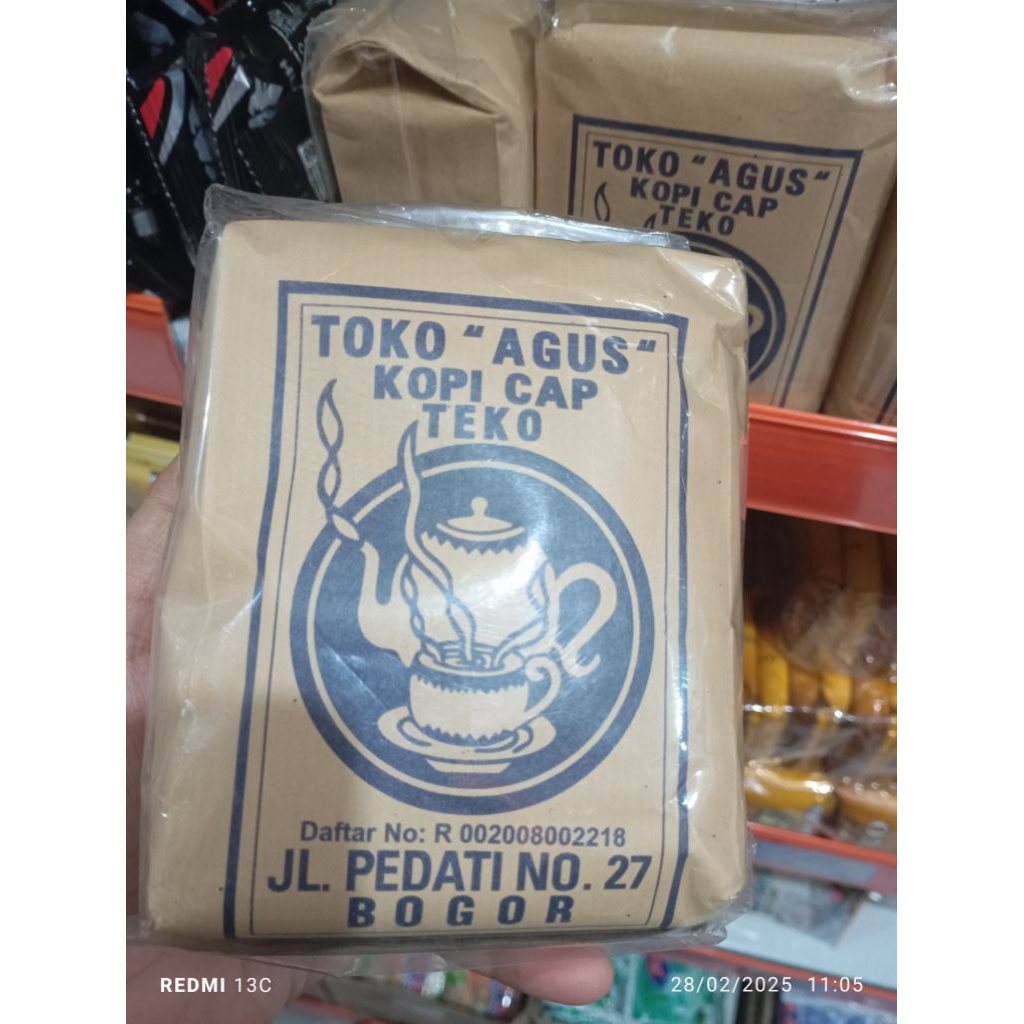 TOKO "AGUS"
KOPI CAP
TEKO
TOKO "AGUS"
KOPI CAP
TEKO
Daftar No: R 002008002218
JL. PEDATI NO. 27
BOGOR
REDMI 13C
28/02/2025 11:05